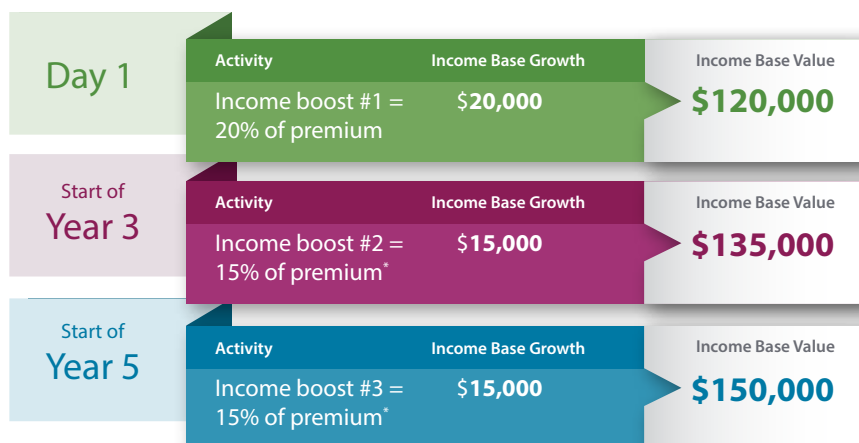 Day 1
Activity Income Base Growth Income Base Value
Income boost #1 = $20,000 $120,000
20% of premium
Start of
Year 3
Activity Income Base Growth Income Base Value
Income boost #2 = $15,000 $135,000
15% of premium*
Start of
Year 5
Activity Income Base Growth Income Base Value
Income boost #3 = $15,000 $150,000
15% of premium*